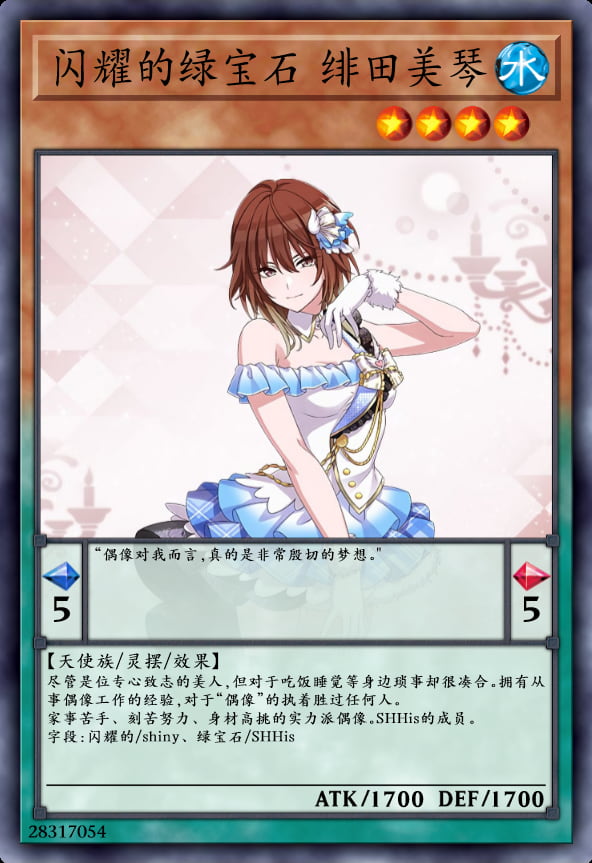 闪耀的绿宝石 绯田美琴
水
“偶像对我而言,真的是非常殷切的梦想。"
5
5
【天使族/灵摆/效果】
尽管是位专心致志的美人,但对于吃饭睡觉等身边琐事却很凑合。拥有从
事偶像工作的经验,对于“偶像”的执着胜过任何人。
家事苦手、刻苦努力、身材高挑的实力派偶像。SHHis的成员。
字段:闪耀的/shiny、绿宝石/SHHis
ATK/1700 DEF/1700
28317054